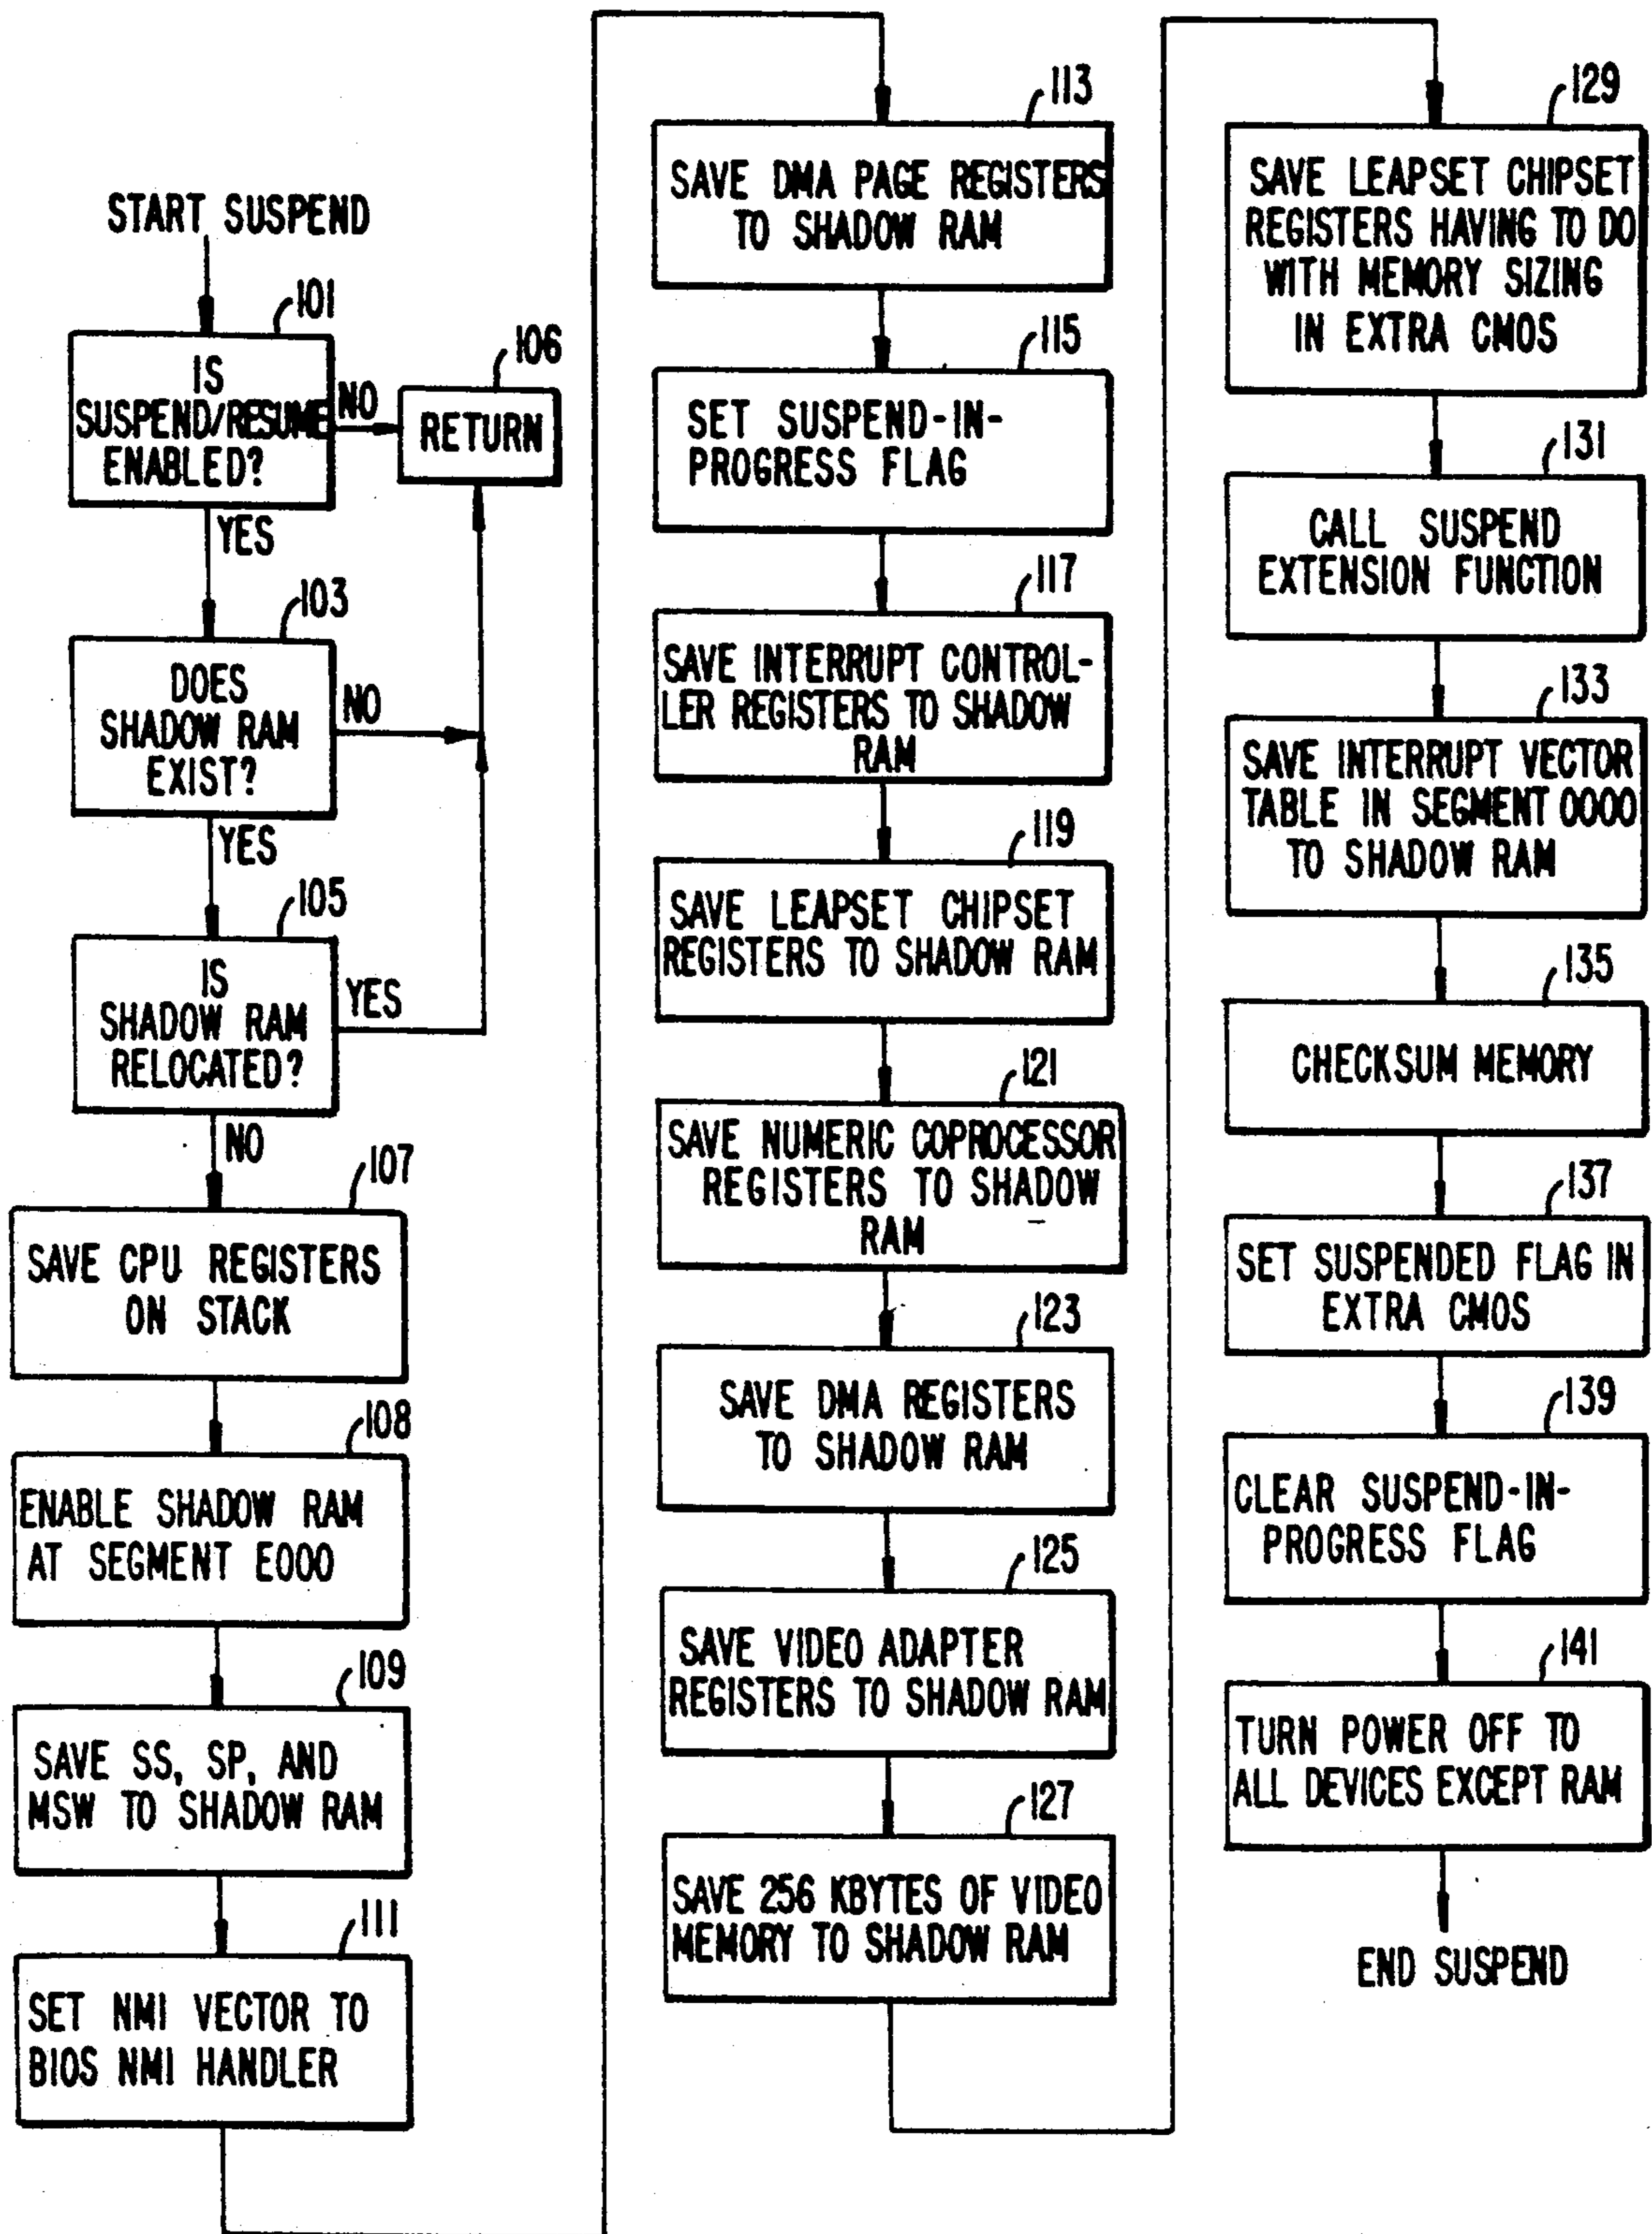 START SUSPEND
101
IS
SUSPEND/RESUME
ENABLED?
NO
106
RETURN
YES
103
DOES
SHADOW RAM
EXIST?
NO
YES
105
IS
SHADOW RAM
RELOCATED?
YES
NO
107
SAVE CPU REGISTERS
ON STACK
108
ENABLE SHADOW RAM
AT SEGMENT E000
109
SAVE SS, SP, AND
MSW TO SHADOW RAM
111
SET NMI VECTOR TO
BIOS NMI HANDLER
113
SAVE DMA PAGE REGISTERS
TO SHADOW RAM
115
SET SUSPEND-IN-
PROGRESS FLAG
117
SAVE INTERRUPT CONTROL-
LER REGISTERS TO SHADOW
RAM
119
SAVE LEAPSET CHIPSET
REGISTERS TO SHADOW RAM
121
SAVE NUMERIC COPROCESSOR
REGISTERS TO SHADOW
RAM
123
SAVE DMA REGISTERS
TO SHADOW RAM
125
SAVE VIDEO ADAPTER
REGISTERS TO SHADOW RAM
127
SAVE 256 KBYTES OF VIDEO
MEMORY TO SHADOW RAM
129
SAVE LEAPSET CHIPSET
REGISTERS HAVING TO DO
WITH MEMORY SIZING
IN EXTRA CMOS
131
CALL SUSPEND
EXTENSION FUNCTION
133
SAVE INTERRUPT VECTOR
TABLE IN SEGMENT 0000
TO SHADOW RAM
135
CHECKSUM MEMORY
137
SET SUSPENDED FLAG IN
EXTRA CMOS
139
CLEAR SUSPEND-IN-
PROGRESS FLAG
141
TURN POWER OFF TO
ALL DEVICES EXCEPT RAM
END SUSPEND